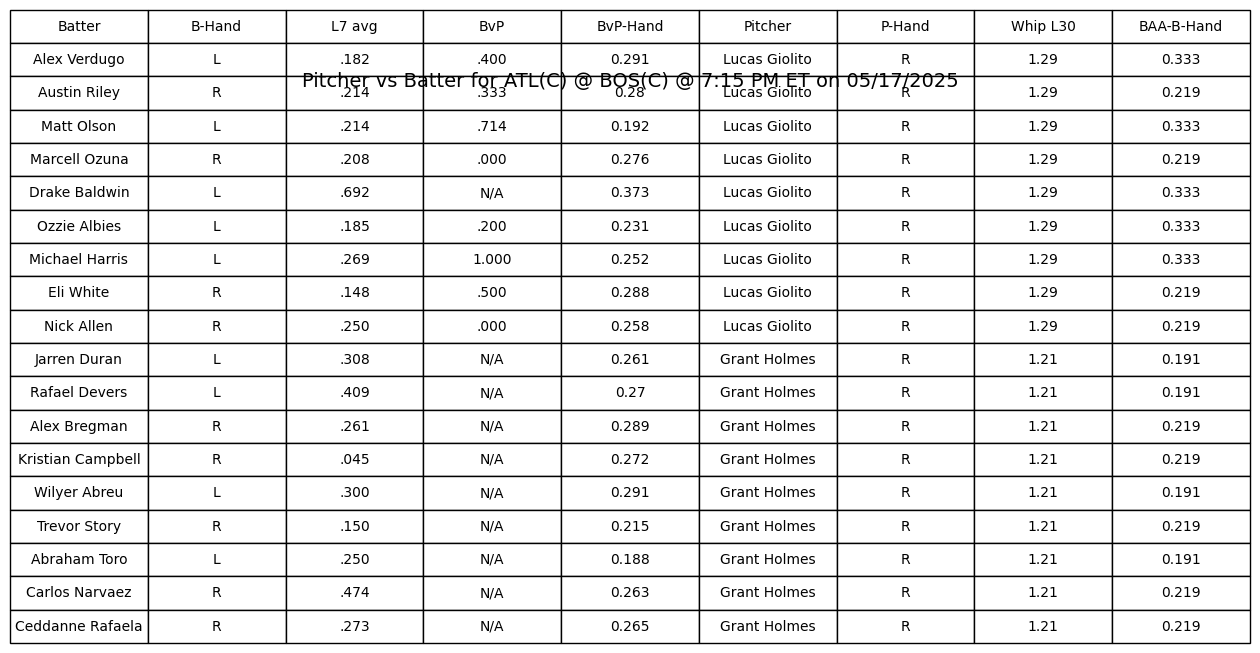 Batter B-Hand L7 avg BvP BvP-Hand Pitcher P-Hand Whip L30 BAA-B-Hand
Alex Verdugo L .182 .400 0.291 Lucas Giolito R 1.29 0.333
Pitcher vs Batter for ATL(C) @ BOS(C) @ 7:15 PM ET on 05/17/2025
Austin Riley R .214 .333 0.28 Lucas Giolito R 1.29 0.219
Matt Olson L .214 .714 0.192 Lucas Giolito R 1.29 0.333
Marcell Ozuna R .208 .000 0.276 Lucas Giolito R 1.29 0.219
Drake Baldwin L .692 N/A 0.373 Lucas Giolito R 1.29 0.333
Ozzie Albies L .185 .200 0.231 Lucas Giolito R 1.29 0.333
Michael Harris L .269 1.000 0.252 Lucas Giolito R 1.29 0.333
Eli White R .148 .500 0.288 Lucas Giolito R 1.29 0.219
Nick Allen R .250 .000 0.258 Lucas Giolito R 1.29 0.219
Jarren Duran L .308 N/A 0.261 Grant Holmes R 1.21 0.191
Rafael Devers L .409 N/A 0.27 Grant Holmes R 1.21 0.191
Alex Bregman R .261 N/A 0.289 Grant Holmes R 1.21 0.219
Kristian Campbell R .045 N/A 0.272 Grant Holmes R 1.21 0.219
Wilyer Abreu L .300 N/A 0.291 Grant Holmes R 1.21 0.191
Trevor Story R .150 N/A 0.215 Grant Holmes R 1.21 0.219
Abraham Toro L .250 N/A 0.188 Grant Holmes R 1.21 0.191
Carlos Narvaez R .474 N/A 0.263 Grant Holmes R 1.21 0.219
Ceddanne Rafaela R .273 N/A 0.265 Grant Holmes R 1.21 0.219